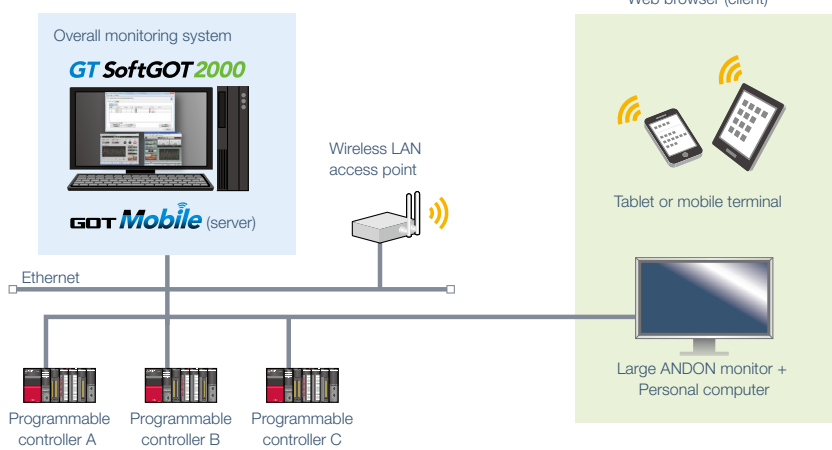 Web browser (client)
Overall monitoring system
GT SoftGOT2000
GOT Mobile (server)
Wireless LAN
access point
Tablet or mobile terminal
Ethernet
Large ANDON monitor +
Personal computer
Programmable
controller A
Programmable
controller B
Programmable
controller C